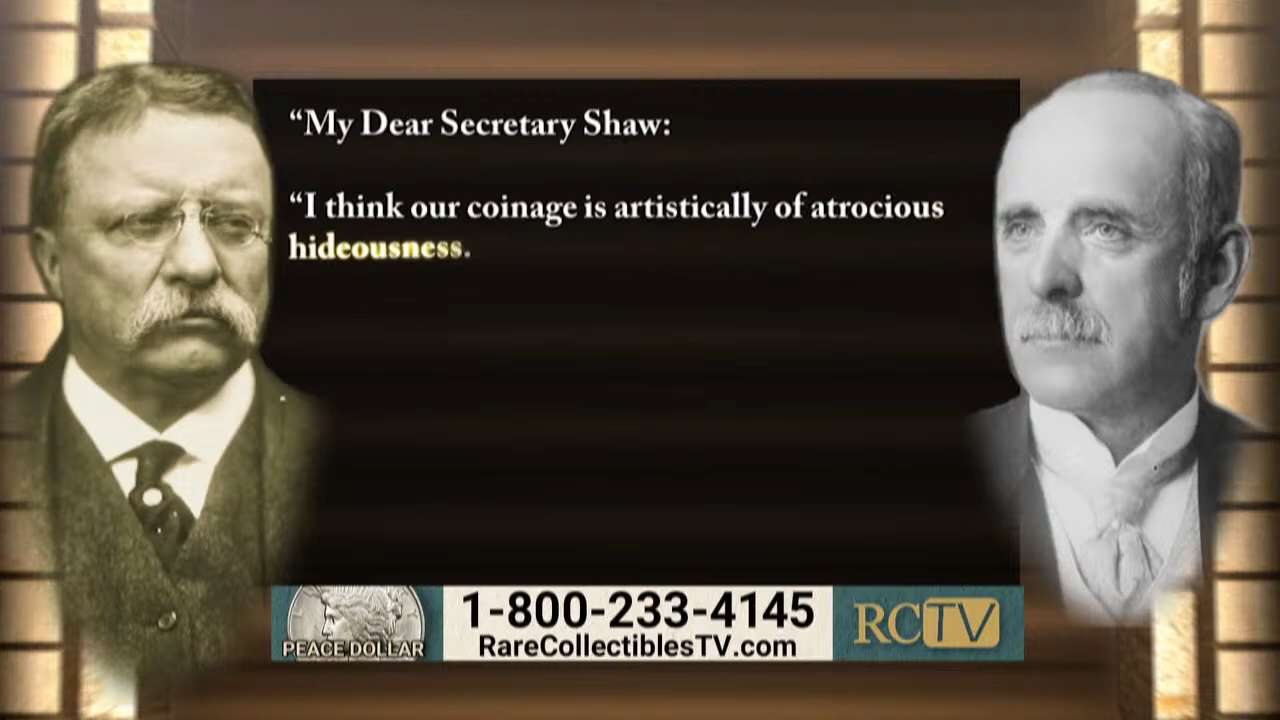 “My Dear Secretary Shaw:
“I think our coinage is artistically of atrocious
hideousness.
PEACE DOLLAR
1-800-233-4145
RareCollectiblesTV.com
RCTV